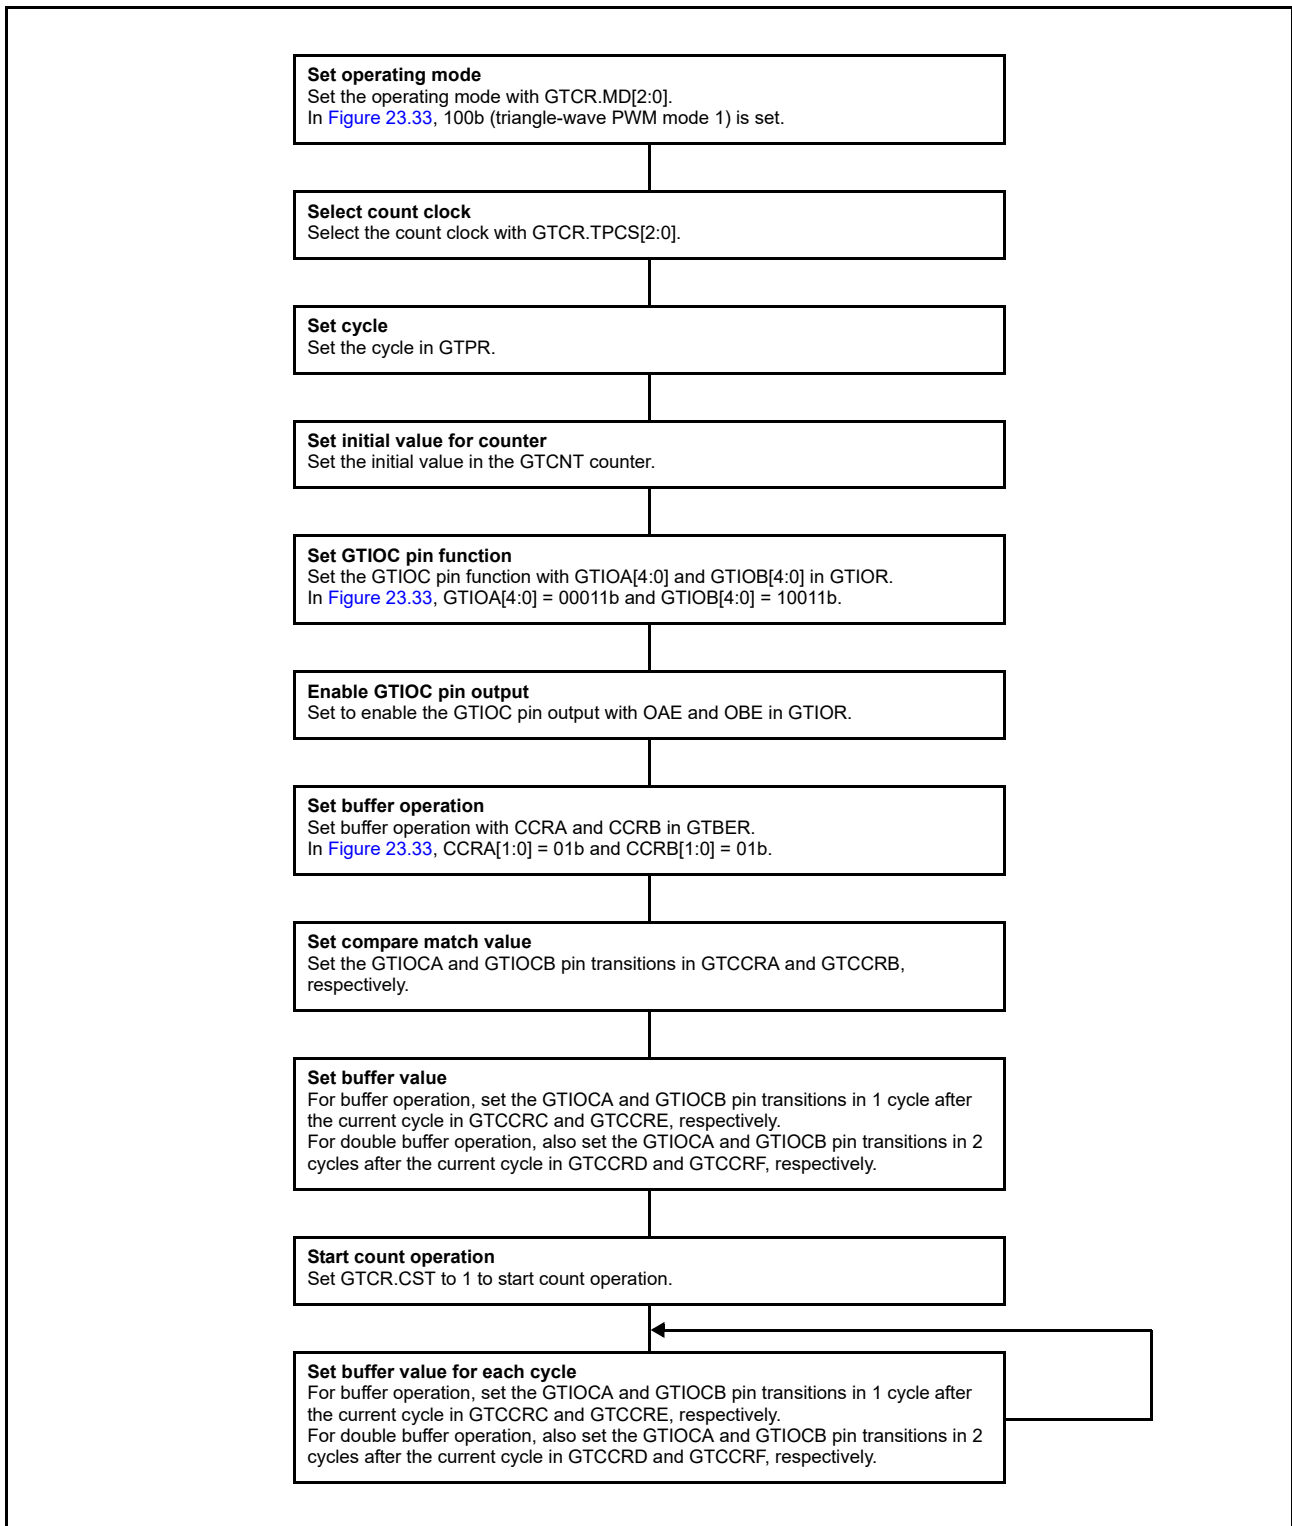 Set operating mode
Set the operating mode with GTCR.MD[2:0].
In Figure 23.33, 100b (triangle-wave PWM mode 1) is set.
Select count clock
Select the count clock with GTCR.TPCS[2:0].
Set cycle
Set the cycle in GTPR.
Set initial value for counter
Set the initial value in the GTCNT counter.
Set GTIOC pin function
Set the GTIOC pin function with GTIOA[4:0] and GTIOB[4:0] in GTIOR.
In Figure 23.33, GTIOA[4:0] = 00011b and GTIOB[4:0] = 10011b.
Enable GTIOC pin output
Set to enable the GTIOC pin output with OAE and OBE in GTIOR.
Set buffer operation
Set buffer operation with CCRA and CCRB in GTBER.
In Figure 23.33, CCRA[1:0] = 01b and CCRB[1:0] = 01b.
Set compare match value
Set the GTIOCA and GTIOCB pin transitions in GTCCRA and GTCCRB,
respectively.
Set buffer value
For buffer operation, set the GTIOCA and GTIOCB pin transitions in 1 cycle after
the current cycle in GTCCRC and GTCCRE, respectively.
For double buffer operation, also set the GTIOCA and GTIOCB pin transitions in 2
cycles after the current cycle in GTCCRD and GTCCRF, respectively.
Start count operation
Set GTCR.CST to 1 to start count operation.
Set buffer value for each cycle
For buffer operation, set the GTIOCA and GTIOCB pin transitions in 1 cycle after
the current cycle in GTCCRC and GTCCRE, respectively.
For double buffer operation, also set the GTIOCA and GTIOCB pin transitions in 2
cycles after the current cycle in GTCCRD and GTCCRF, respectively.